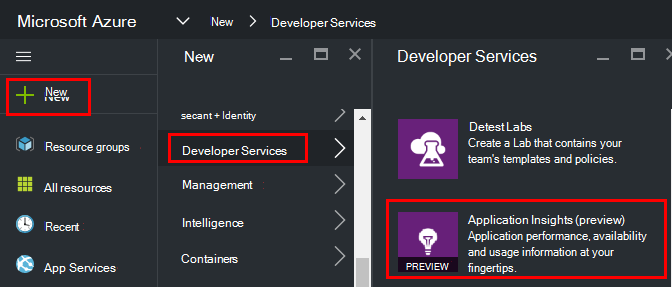 Microsoft Azure
New
Developer Services
New
Resource groups
All resources
Recent
App Services
New
secant + Identity
Developer Services
Management
Intelligence
Containers
Developer Services
Detest Labs
Create a Lab that contains your
team's templates and policies.
PREVIEW
Application Insights (preview)
Application performance, availability
and usage information at your
fingertips.